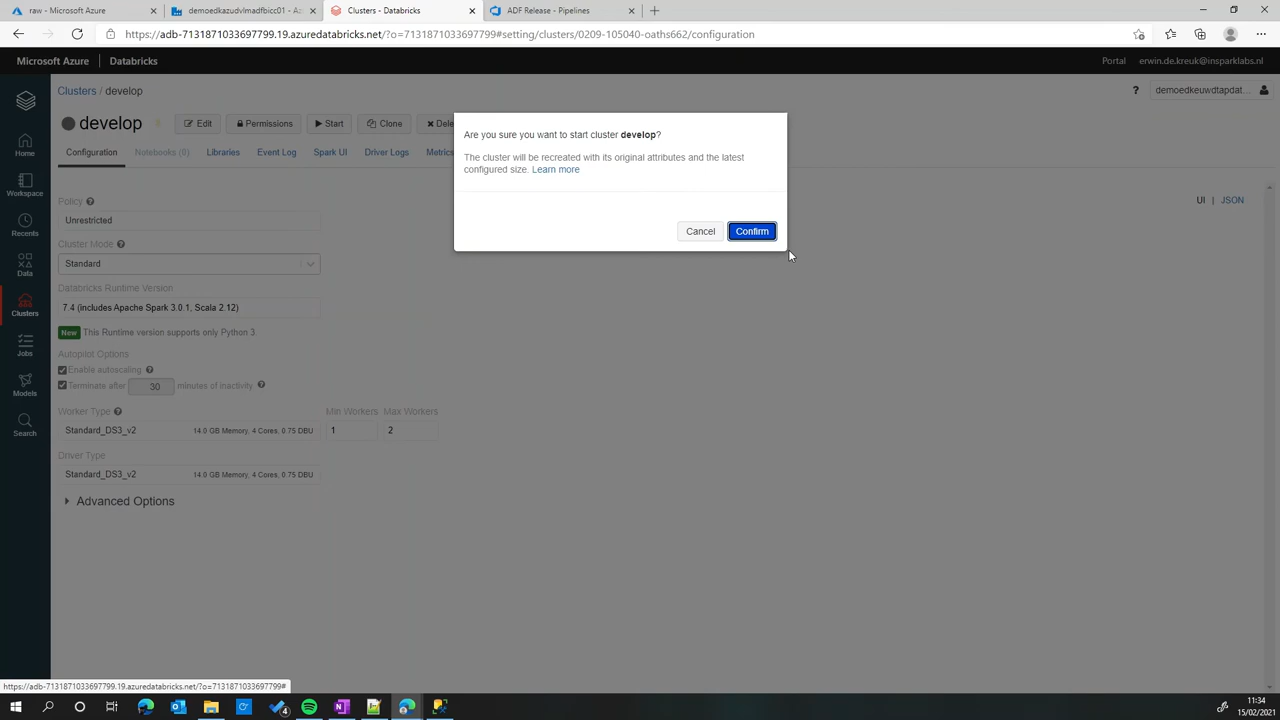 raw - Microsoft Azure
demoedkazudvlmadfbicc01 - Az
Clusters - Databricks
ADF Release - Pipelines
https://adb-7131871033697799.19.azuredatabricks.net/?o=7131871033697799#setting/clusters/0209-105040-oaths662/configuration
Microsoft Azure | Databricks
Portal erwin.de.kreuk@insparklabs.nl
Clusters / develop
? demoedkeuwdtapdat...
develop
Edit
Permissions
Start
Clone
Dele
Configuration
Notebooks (0)
Libraries
Event Log
Spark UI
Driver Logs
Metrics
Home
Workspace
Recents
Data
Clusters
Jobs
Models
Search
Are you sure you want to start cluster develop?
The cluster will be recreated with its original attributes and the latest
configured size. Learn more
Cancel
Confirm
UI | JSON
Policy ?
Unrestricted
Cluster Mode ?
Standard
Databricks Runtime Version
7.4 (includes Apache Spark 3.0.1, Scala 2.12)
New This Runtime version supports only Python 3.
Autopilot Options
Enable autoscaling ?
Terminate after 30 minutes of inactivity ?
Worker Type ? Min Workers Max Workers
Standard_DS3_v2 14.0 GB Memory, 4 Cores, 0.75 DBU 1 2
Driver Type
Standard_DS3_v2 14.0 GB Memory, 4 Cores, 0.75 DBU
Advanced Options
https://adb-7131871033697799.19.azuredatabricks.net/?o=7131871033697799#
4
11:34
15/02/2021